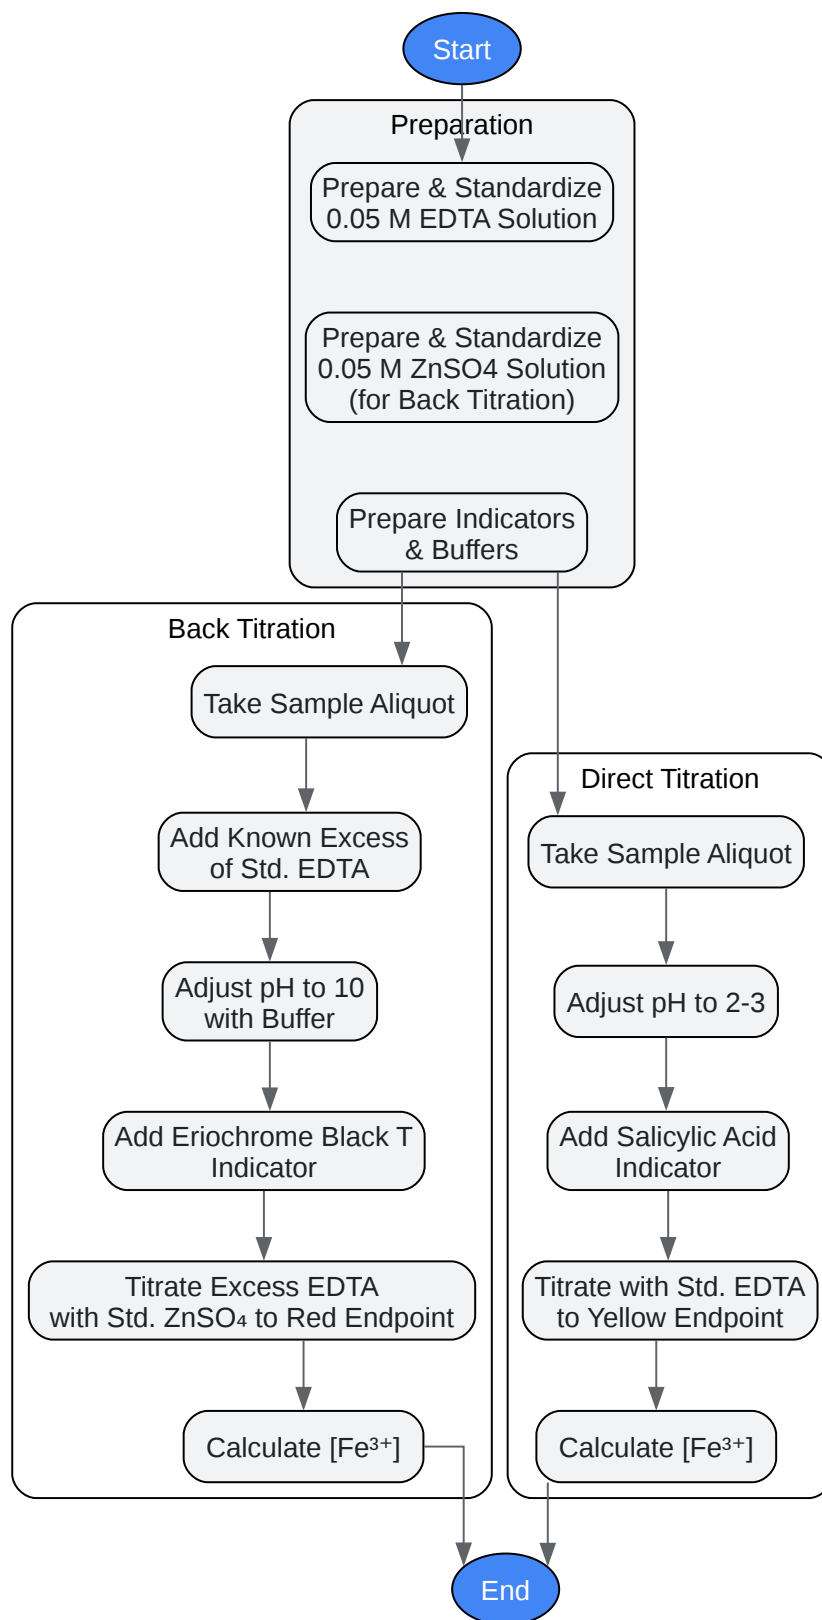 Start
Preparation
Prepare & Standardize
0.05 M EDTA Solution
Prepare & Standardize
0.05 M ZnSO4 Solution
(for Back Titration)
Prepare Indicators
& Buffers
Back Titration
Take Sample Aliquot
Add Known Excess
of Std. EDTA
Adjust pH to 10
with Buffer
Add Eriochrome Black T
Indicator
Titrate Excess EDTA
with Std. ZnSO₄ to Red Endpoint
Calculate [Fe³⁺]
Direct Titration
Take Sample Aliquot
Adjust pH to 2-3
Add Salicylic Acid
Indicator
Titrate with Std. EDTA
to Yellow Endpoint
Calculate [Fe³⁺]
End